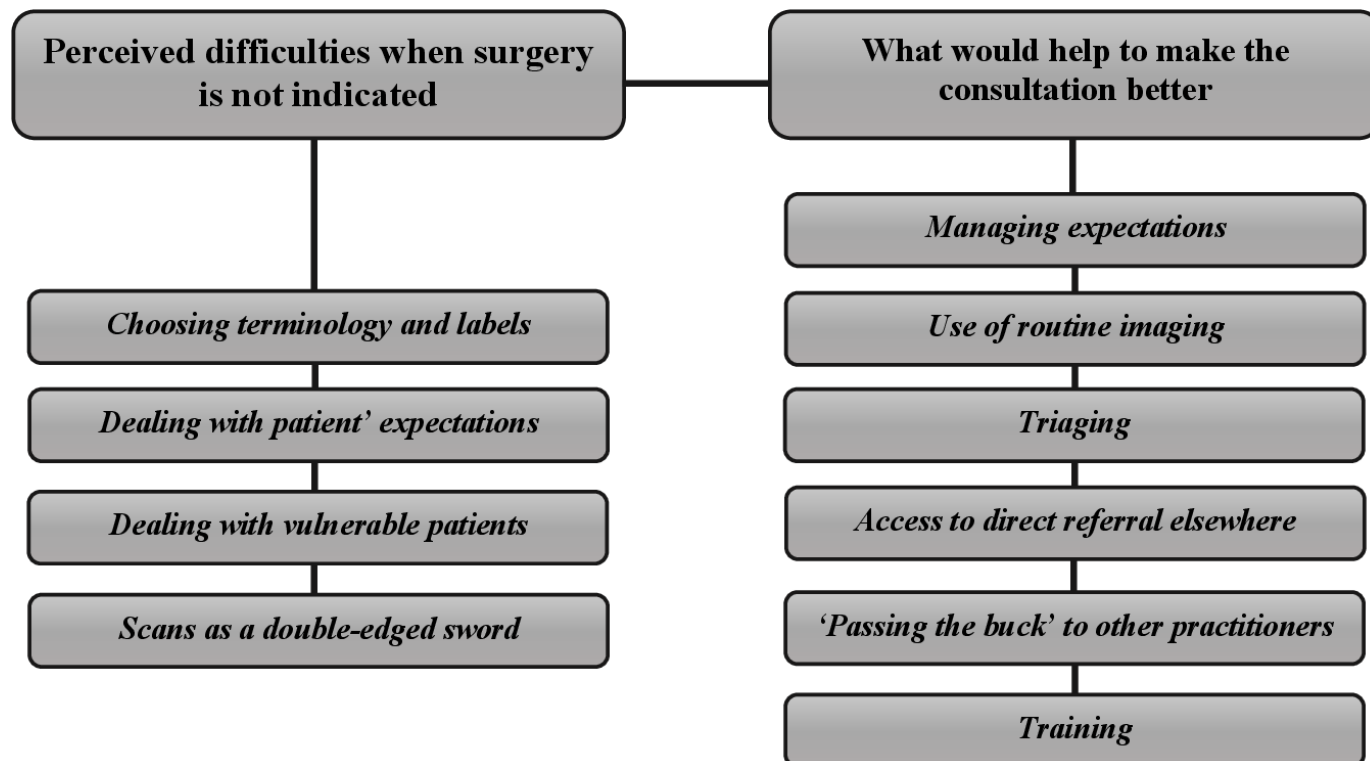 Perceived difficulties when surgery
is not indicated
Choosing terminology and labels
Dealing with patient’ expectations
Dealing with vulnerable patients
Scans as a double-edged sword
What would help to make the
consultation better
Managing expectations
Use of routine imaging
Triaging
Access to direct referral elsewhere
‘Passing the buck’ to other practitioners
Training